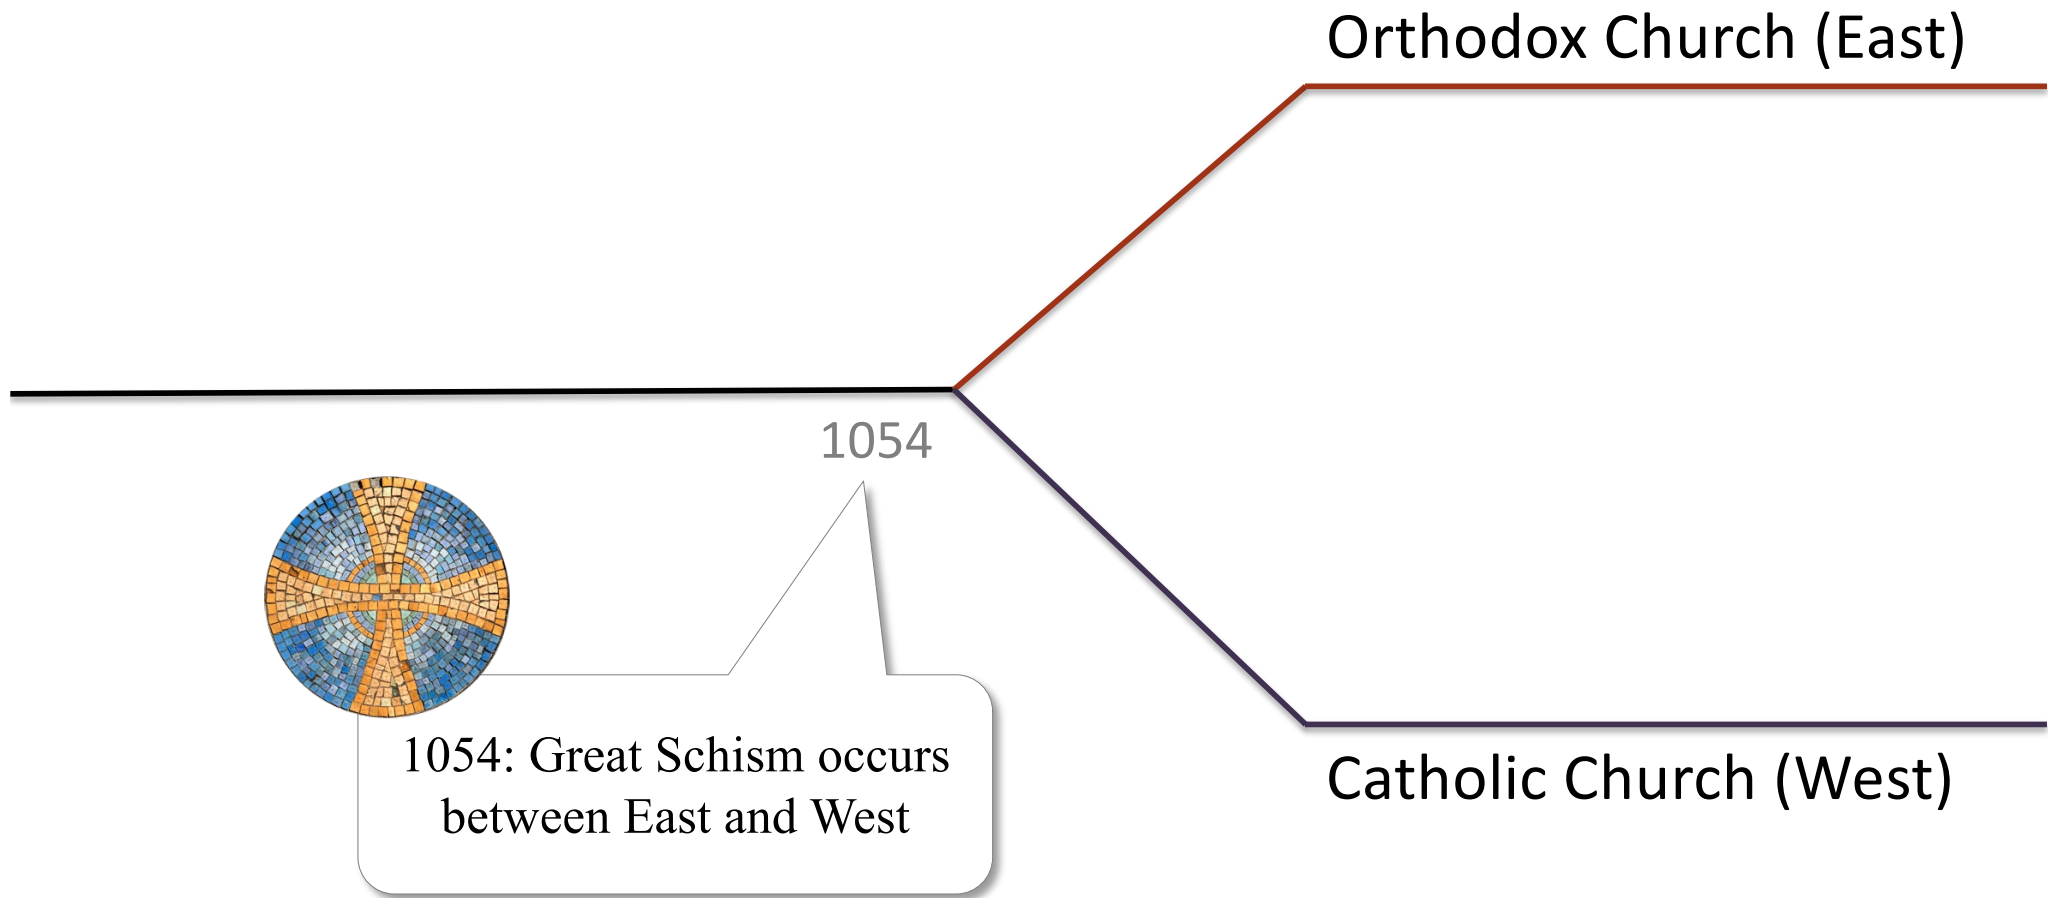 Orthodox Church (East)
1054
1054: Great Schism occurs
between East and West
Catholic Church (West)